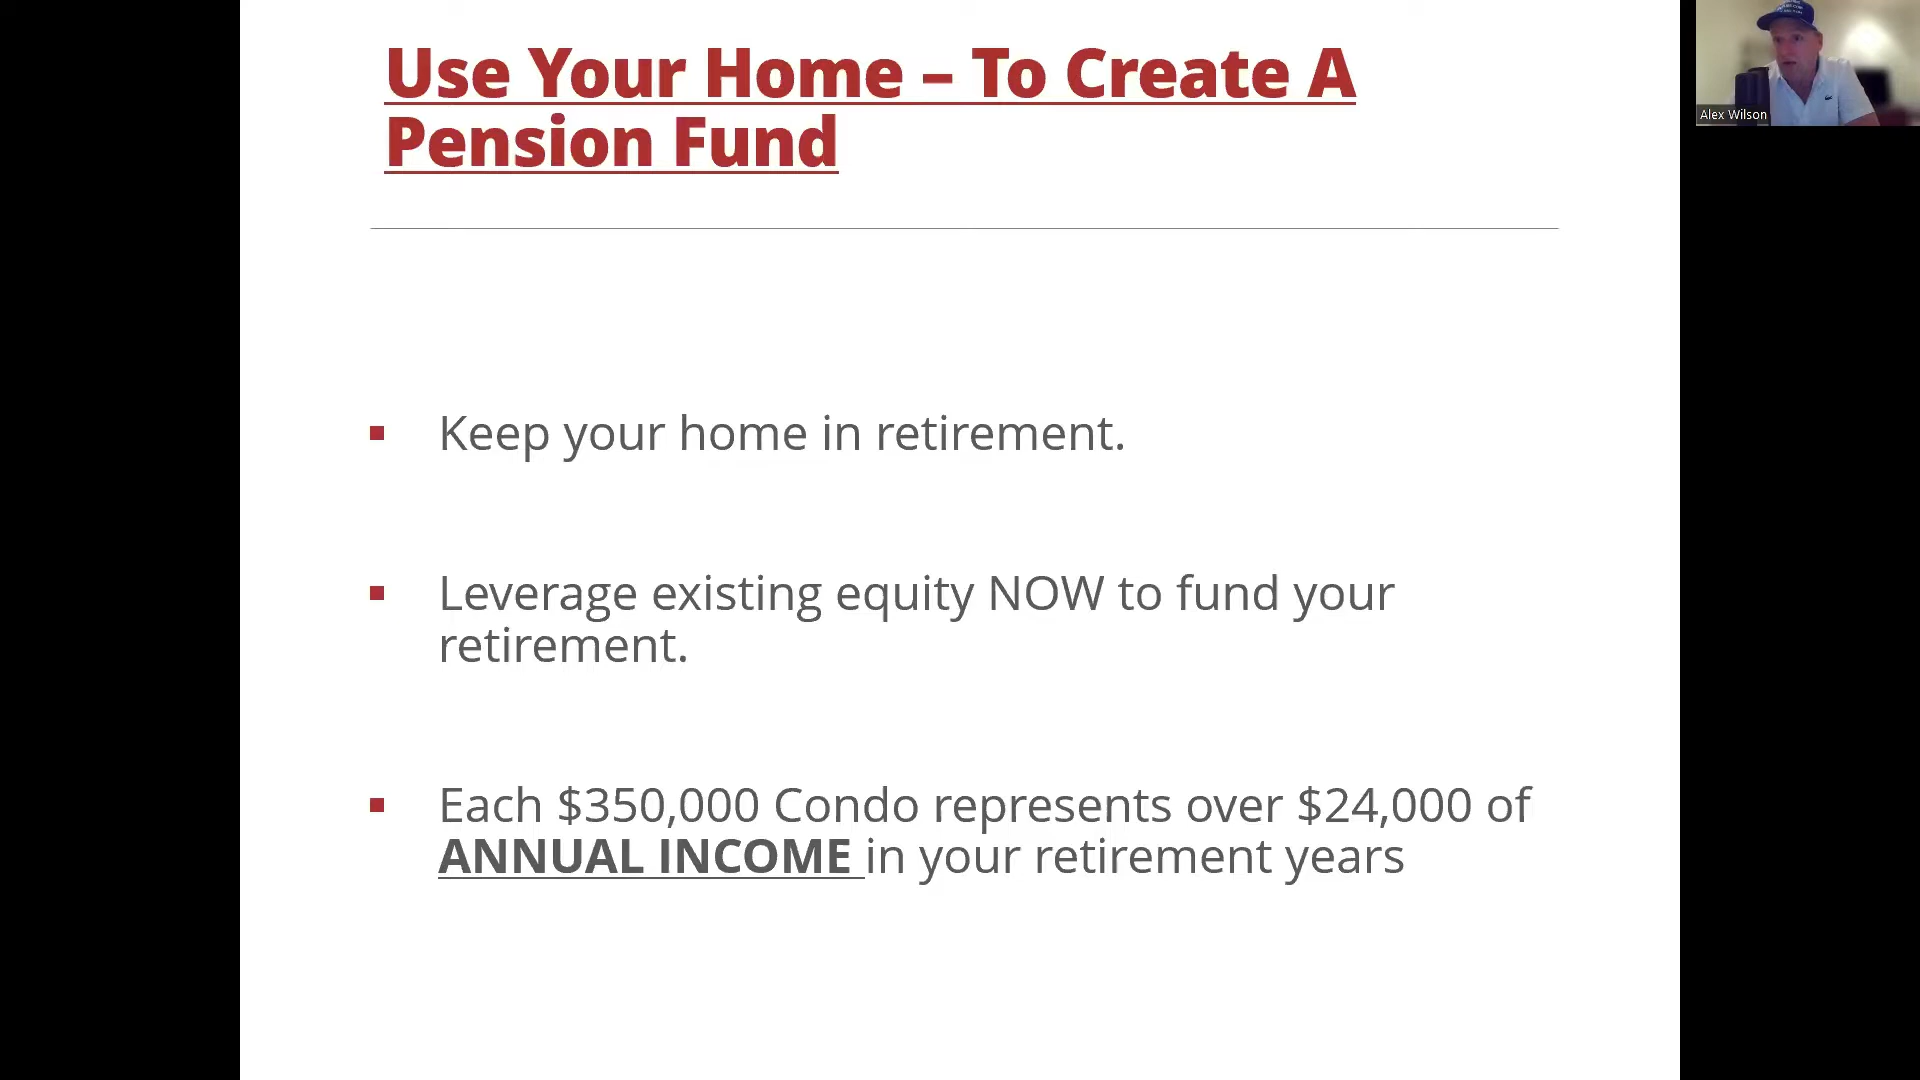 Use Your Home – To Create A
Pension Fund
Alex Wilson
Keep your home in retirement.
Leverage existing equity NOW to fund your
retirement.
Each $350,000 Condo represents over $24,000 of
ANNUAL INCOME in your retirement years